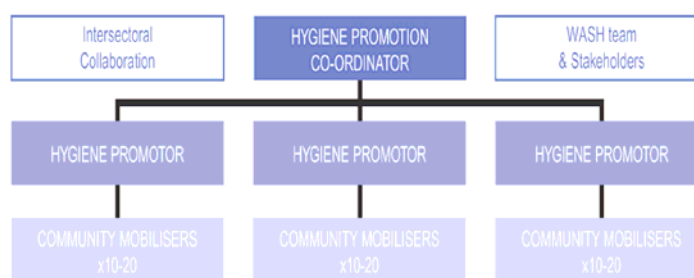 Intersectoral
Collaboration
HYGIENE PROMOTION
CO-ORDINATOR
WASH team
& Stakeholders
HYGIENE PROMOTOR
HYGIENE PROMOTOR
HYGIENE PROMOTOR
COMMUNITY MOBILISERS
x10-20
COMMUNITY MOBILISERS
x10-20
COMMUNITY MOBILISERS
x10-20